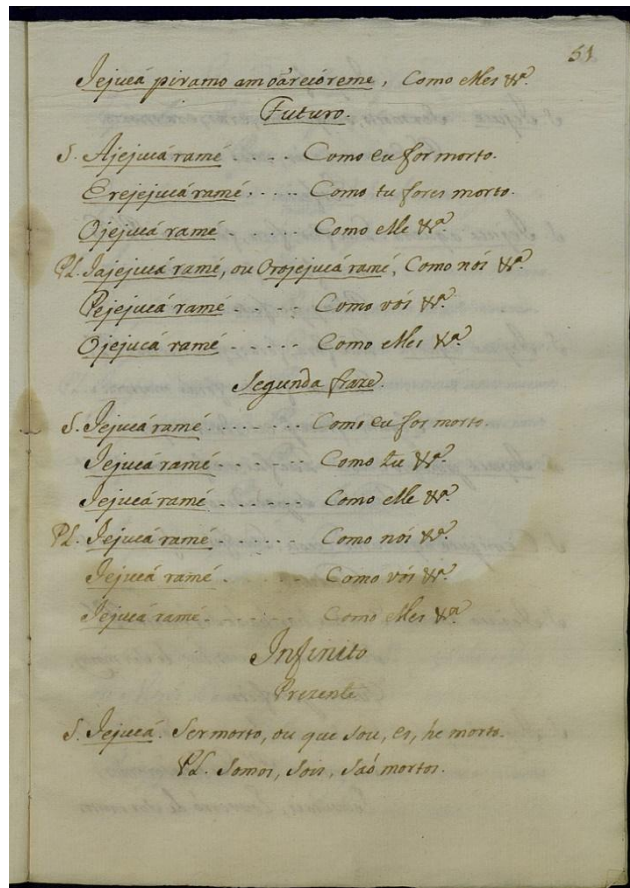 51
Jejucá piramo amoâreióreme, Como elles &ª.
Futuro.
S. Ajejucá ramé . . . . Como eu for morto.
Erejejucá ramé . . . . Como tu fores morto.
Ojejucá ramé . . . . . Como elle &ª.
Pl. Jajejucá ramé, ou Orojejucá ramé, Como nós &ª.
Pejejucá ramé . . . . . Como vós &ª.
Ojejucá ramé . . . . . Como elles &ª.
Segunda fraze.
S. Jejucá ramé . . . . . . . Como eu for morto.
Jejucá ramé . . . . . . Como tu &ª.
Jejucá ramé . . . . . . Como elle &ª.
Pl. Jejucá ramé . . . . . . Como nós &ª.
Jejucá ramé . . . . . Como vós &ª.
Jejucá ramé . . . . . Como elles &ª
Infinito
Prezente
S. Jejucá. Ser morto, ou que sou, es, he morto.
Pl. Somos, sois, saó mortos.